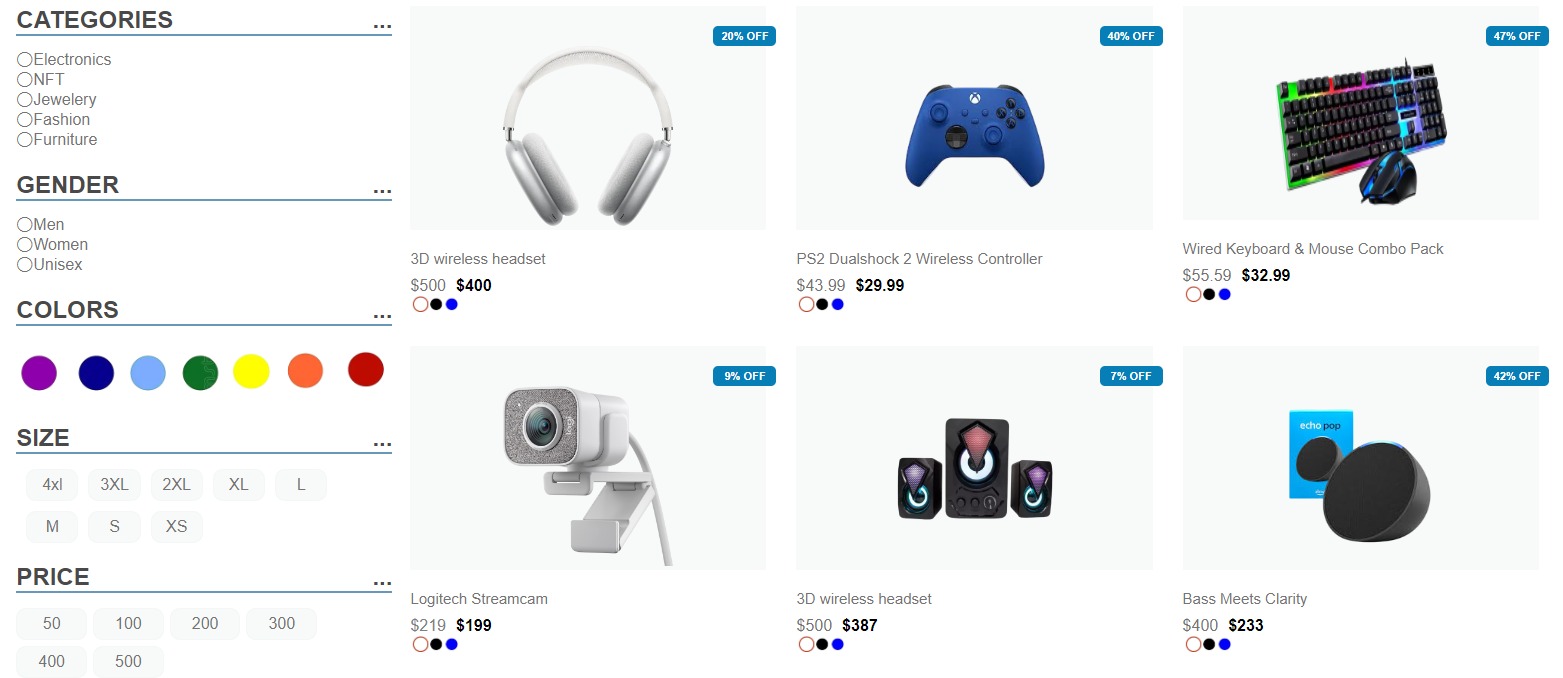 CATEGORIES ...
Electronics
NFT
Jewelery
Fashion
Furniture
GENDER ...
Men
Women
Unisex
COLORS ...
SIZE ...
4xl 3XL 2XL XL L
M S XS
PRICE ...
50 100 200 300
400 500
20% OFF
3D wireless headset
$500 $400
40% OFF
PS2 Dualshock 2 Wireless Controller
$43.99 $29.99
47% OFF
Wired Keyboard & Mouse Combo Pack
$55.59 $32.99
9% OFF
logi
Logitech Streamcam
$219 $199
7% OFF
3D wireless headset
$500 $387
42% OFF
echo pop
Bass Meets Clarity
$400 $233